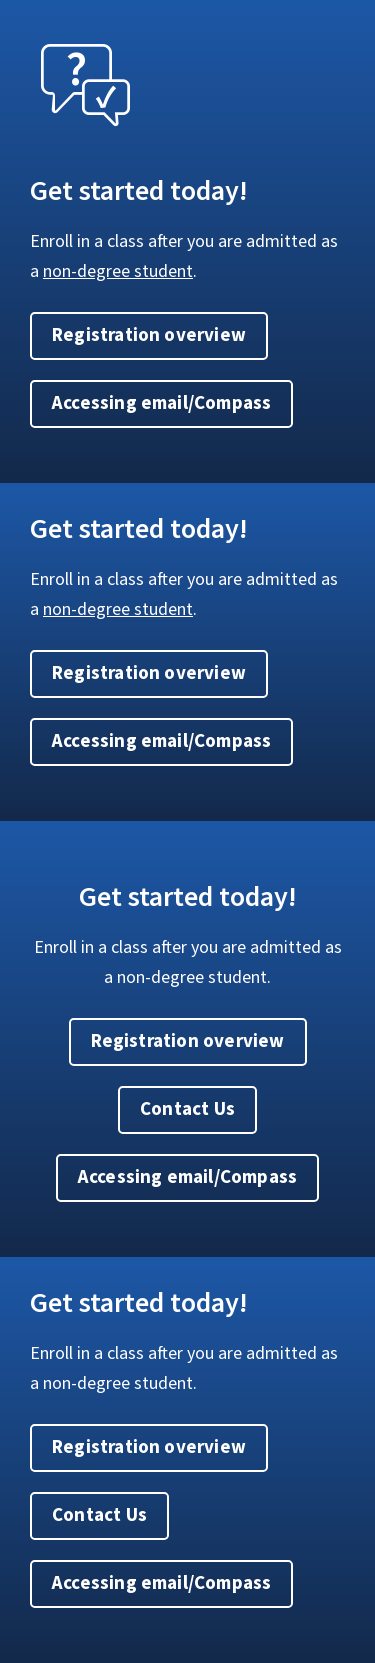 ?
Get started today!
Enroll in a class after you are admitted as
a non-degree student.
Registration overview
Accessing email/Compass
Get started today!
Enroll in a class after you are admitted as
a non-degree student.
Registration overview
Accessing email/Compass
Get started today!
Enroll in a class after you are admitted as
a non-degree student.
Registration overview
Contact Us
Accessing email/Compass
Get started today!
Enroll in a class after you are admitted as
a non-degree student.
Registration overview
Contact Us
Accessing email/Compass